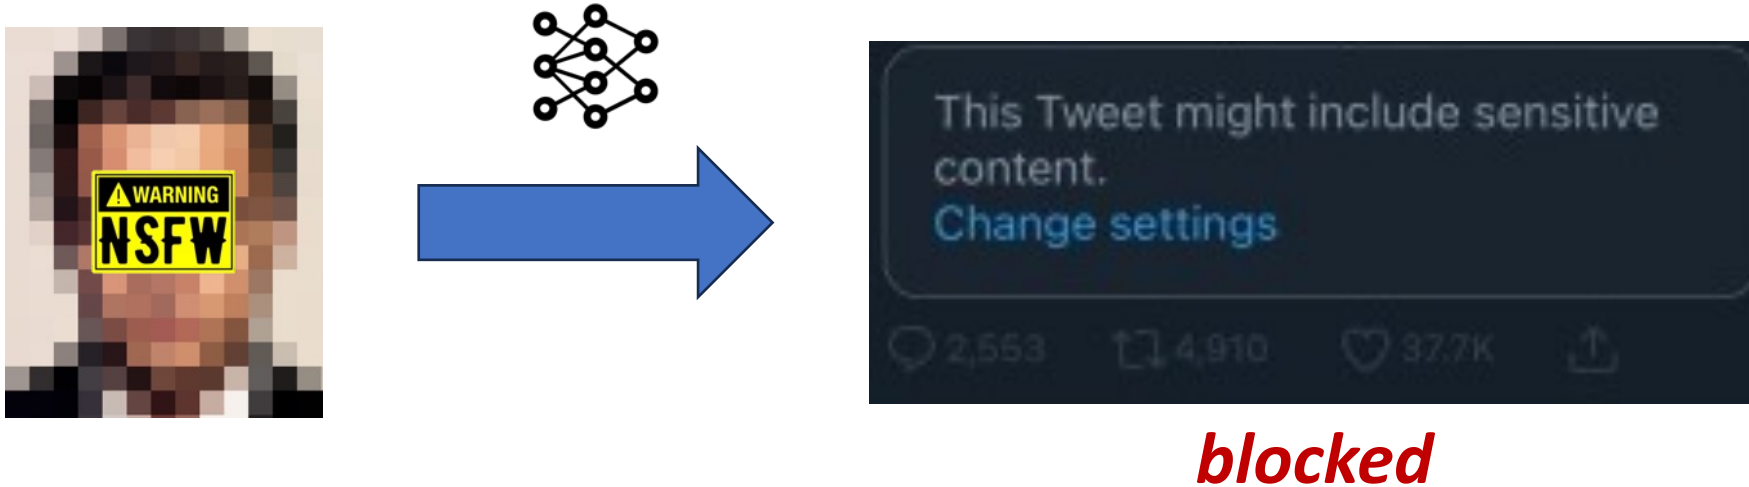 WARNING
NSFW
This Tweet might include sensitive
content.
Change settings
2,553 4,910 37.7K
blocked